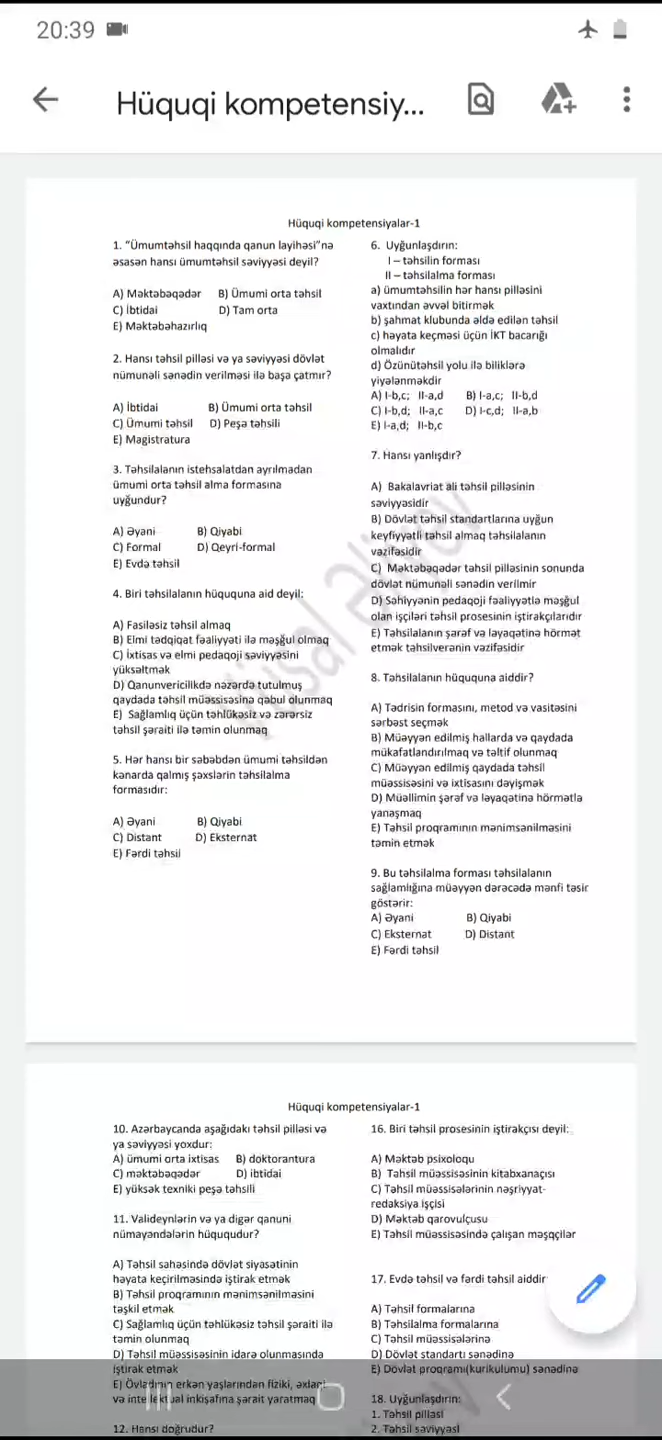 20:39
Hüquqi kompetensiy...
Hüquqi kompetensiyalar-1
1. "Ümumtəhsil haqqında qanun layihəsi"nə
əsasən hansı ümumtəhsil səviyyəsi deyil?
A) Məktəbəqədər B) Ümumi orta təhsil
C) İbtidai D) Tam orta
E) Məktəbəhazırlıq
2. Hansı təhsil pilləsi və ya səviyyəsi dövlət
nümunəli sənədin verilməsi ilə başa çatmır?
A) İbtidai B) Ümumi orta təhsil
C) Ümumi təhsil D) Peşə təhsili
E) Magistratura
3. Təhsilalanın istehsalatdan ayrılmadan
ümumi orta təhsil alma formasına
uyğundur?
A) Əyani B) Qiyabi
C) Formal D) Qeyri-formal
E) Evdə təhsil
4. Biri təhsilalanın hüququna aid deyil:
A) Fasiləsiz təhsil almaq
B) Elmi tədqiqat fəaliyyəti ilə məşğul olmaq
C) İxtisas və elmi pedaqoji səviyyəsini
yüksəltmək
D) Qanunvericilikdə nəzərdə tutulmuş
qaydada təhsil müəssisəsinə qəbul olunmaq
E) Sağlamlıq üçün təhlükəsiz və zərərsiz
təhsil şəraiti ilə təmin olunmaq
5. Hər hansı bir səbəbdən ümumi təhsildən
kənarda qalmış şəxslərin təhsilalma
formasıdır:
A) Əyani B) Qiyabi
C) Distant D) Eksternat
E) Fərdi təhsil
6. Uyğunlaşdırın:
I – təhsilin forması
II – təhsilalma forması
a) ümumtəhsilin hər hansı pilləsini
vaxtından əvvəl bitirmək
b) şahmat klubunda əldə edilən təhsil
c) həyata keçməsi üçün İKT bacarığı
olmalıdır
d) Özünütəhsil yolu ilə biliklərə
yiyələnməkdir
A) I-b,c; II-a,d B) I-a,c; II-b,d
C) I-b,d; II-a,c D) I-c,d; II-a,b
E) I-a,d; II-b,c
7. Hansı yanlışdır?
A) Bakalavriat ali təhsil pilləsinin
səviyyəsidir
B) Dövlət təhsil standartlarına uyğun
keyfiyyətli təhsil almaq təhsilalanın
vəzifəsidir
C) Məktəbəqədər təhsil pilləsinin sonunda
dövlət nümunəli sənədin verilmir
D) Səhiyyənin pedaqoji fəaliyyətlə məşğul
olan işçiləri təhsil prosesinin iştirakçılarıdır
E) Təhsilalanın şərəf və ləyaqətinə hörmət
etmək təhsilverənin vəzifəsidir
8. Təhsilalanın hüququna aiddir?
A) Tədrisin formasını, metod və vasitəsini
sərbəst seçmək
B) Müəyyən edilmiş hallarda və qaydada
mükafatlandırılmaq və təltif olunmaq
C) Müəyyən edilmiş qaydada təhsil
müəssisəsini və ixtisasını dəyişmək
D) Müəllimin şərəf və ləyaqətinə hörmətlə
yanaşmaq
E) Təhsil proqramının mənimsənilməsini
təmin etmək
9. Bu təhsilalma forması təhsilalanın
sağlamlığına müəyyən dərəcədə mənfi təsir
göstərir:
A) Əyani B) Qiyabi
C) Eksternat D) Distant
E) Fərdi təhsil
Hüquqi kompetensiyalar-1
10. Azərbaycanda aşağıdakı təhsil pilləsi və
ya səviyyəsi yoxdur:
A) ümumi orta ixtisas B) doktorantura
C) məktəbəqədər D) ibtidai
E) yüksək texniki peşə təhsili
11. Valideynlərin və ya digər qanuni
nümayəndələrin hüququdur?
A) Təhsil sahəsində dövlət siyasətinin
həyata keçirilməsində iştirak etmək
B) Təhsil proqramının mənimsənilməsini
təşkil etmək
C) Sağlamlıq üçün təhlükəsiz təhsil şəraiti ilə
təmin olunmaq
D) Təhsil müəssisəsinin idarə olunmasında
iştirak etmək
E) Övladının erkən yaşlarından fiziki, əxlaqi
və intellektual inkişafına şərait yaratmaq
12. Hansı doğrudur?
16. Biri təhsil prosesinin iştirakçısı deyil:
A) Məktəb psixoloqu
B) Təhsil müəssisəsinin kitabxanaçısı
C) Təhsil müəssisələrinin nəşriyyat-
redaksiya işçisi
D) Məktəb qarovulçusu
E) Təhsil müəssisəsində çalışan məşqçilər
17. Evdə təhsil və fərdi təhsil aiddir
A) Təhsil formalarına
B) Təhsilalma formalarına
C) Təhsil müəssisələrinə
D) Dövlət standartı sənədinə
E) Dövlət proqramı(kurikulumu) sənədinə
18. Uyğunlaşdırın:
1. Təhsil pilləsi
2. Təhsil səviyyəsi